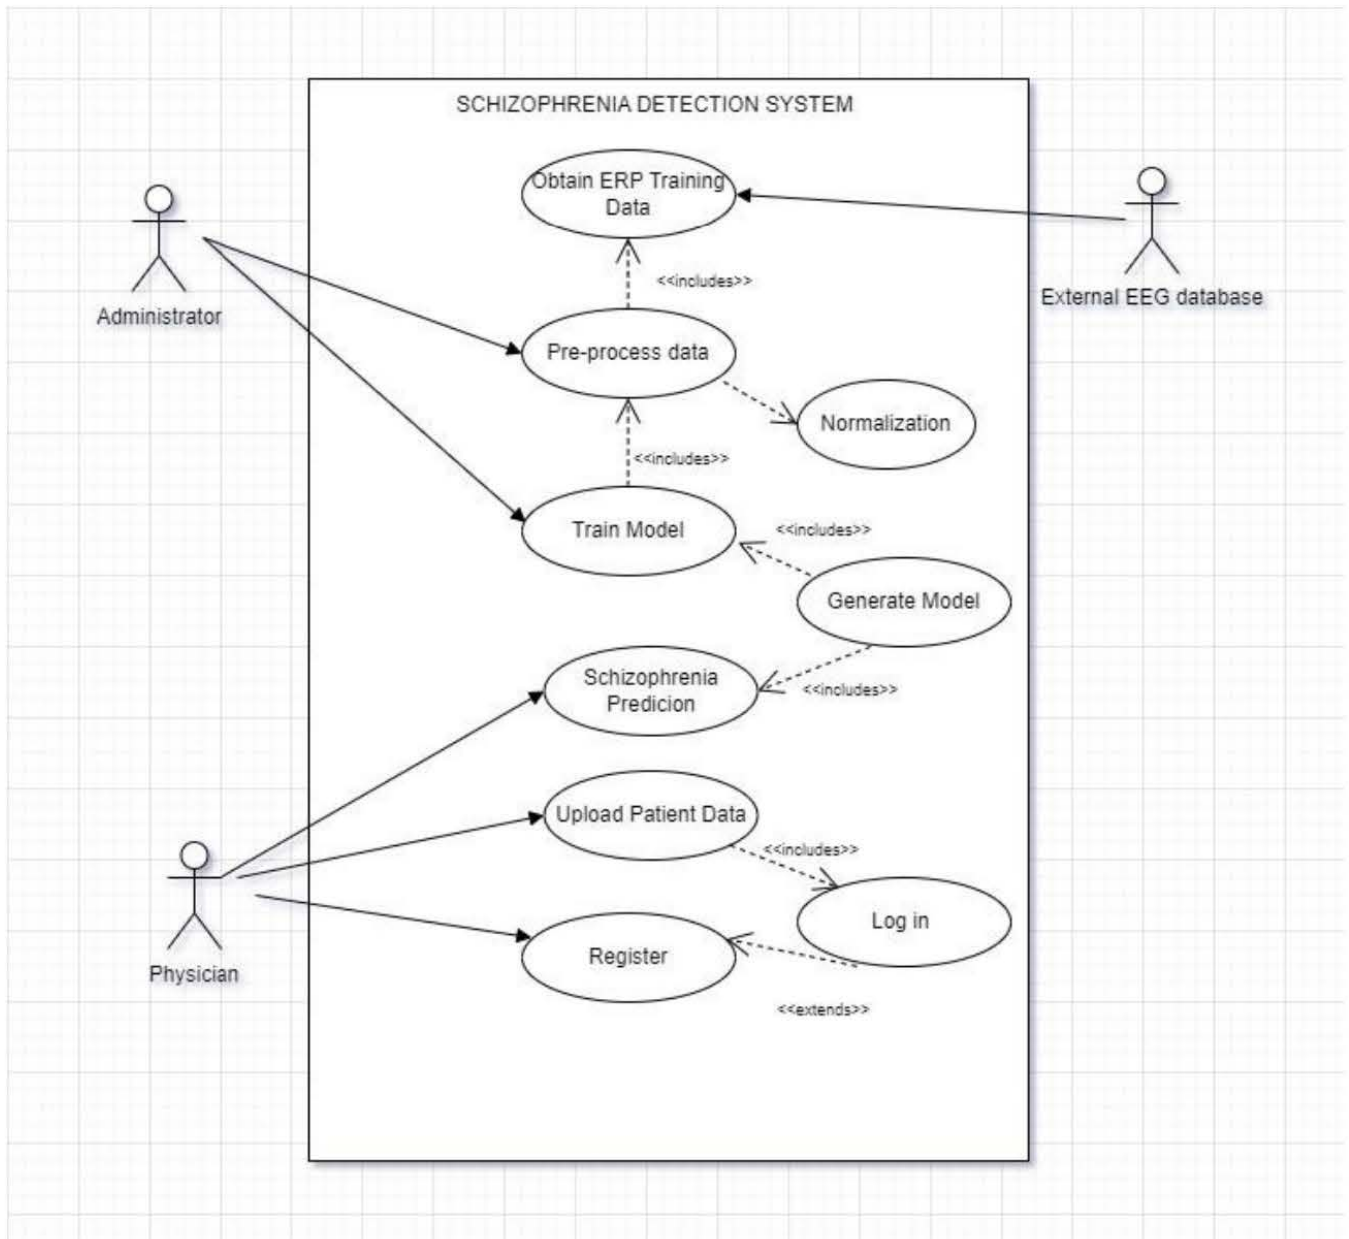 SCHIZOPHRENIA DETECTION SYSTEM
Obtain ERP Training
Data
<<includes>>
External EEG database
Administrator
Pre-process data
Normalization
<<includes>>
Train Model
<<includes>>
Generate Model
Schizophrenia
Predicion
<<includes>>
Upload Patient Data
<<includes>>
Log in
Register
Physician
<<extends>>